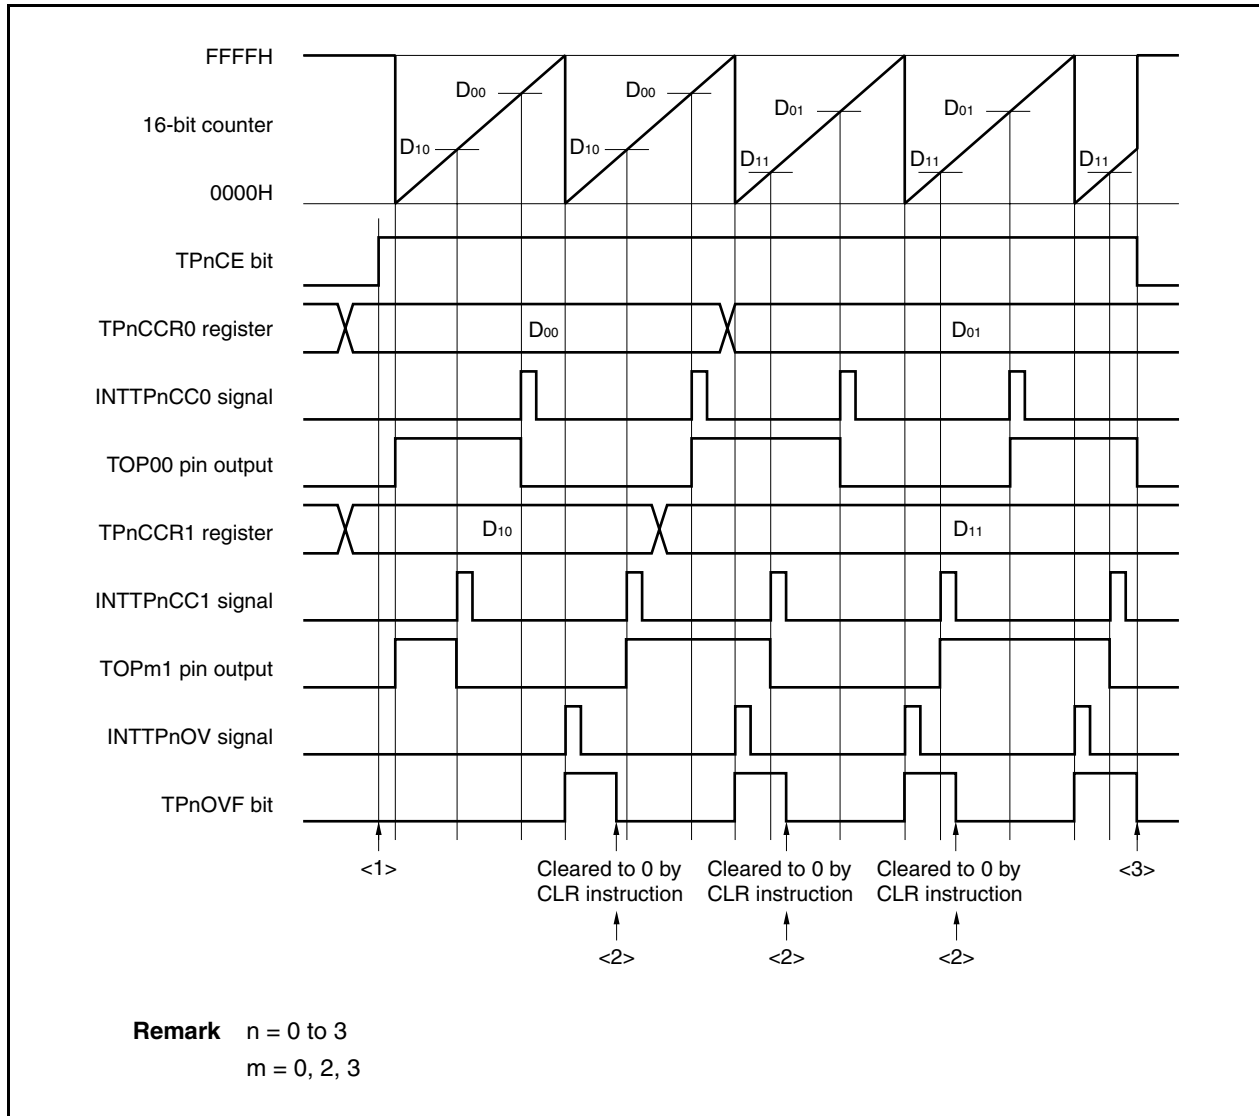 FFFFH
D00 D00
D01 D01
16-bit counter
D10 D10
D11 D11 D11
0000H
TPnCE bit
TPnCCR0 register D00 D01
INTTPnCC0 signal
TOP00 pin output
TPnCCR1 register D10 D11
INTTPnCC1 signal
TOPm1 pin output
INTTPnOV signal
TPnOVF bit
<1> Cleared to 0 by Cleared to 0 by Cleared to 0 by <3>
CLR instruction CLR instruction CLR instruction
<2> <2> <2>
Remark n = 0 to 3
m = 0, 2, 3